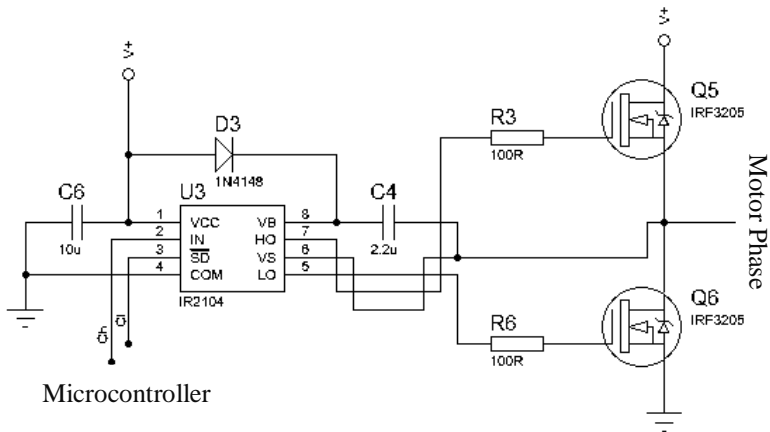 V+
V+
D3
1N4148
Q5
IRF3205
R3
100R
C6
10u
U3
C4
2.2u
1 VCC VB 8
2 IN HO 7
3 SD VS 6
4 COM LO 5
IR2104
Motor Phase
Q6
IRF3205
R6
100R
Microcontroller